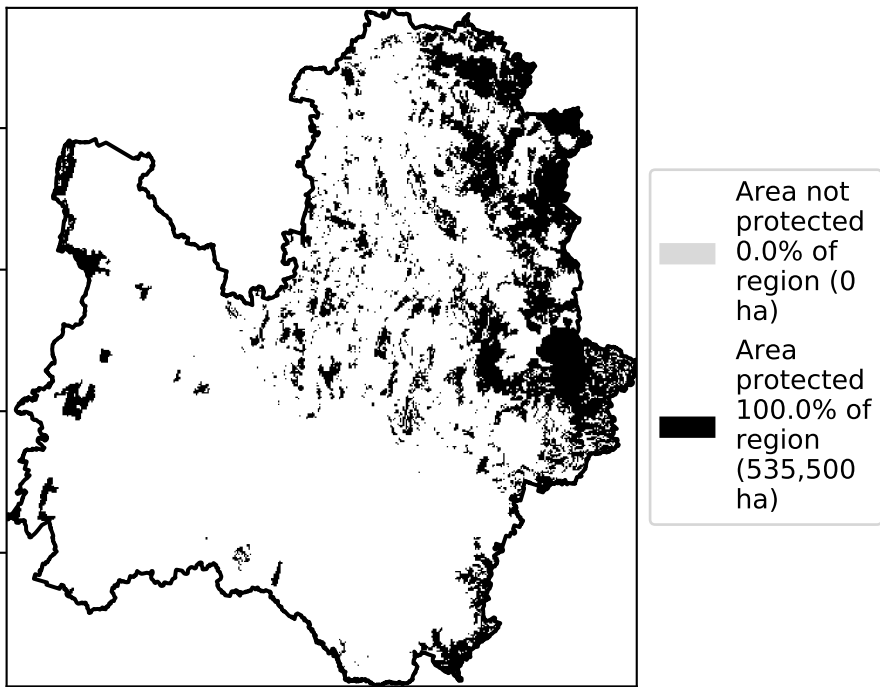 Area not
protected
0.0% of
region (0
ha)
Area
protected
100.0% of
region
(535,500
ha)